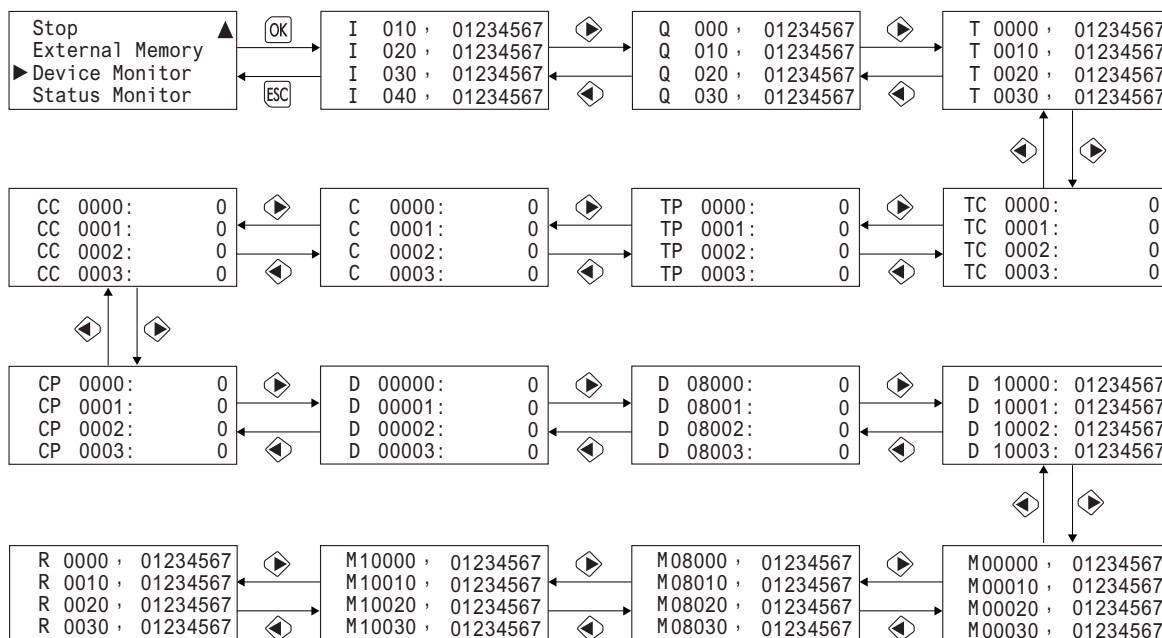 Stop
External Memory
Device Monitor
Status Monitor
OK
ESC
I 010, 01234567
I 020, 01234567
I 030, 01234567
I 040, 01234567
Q 000, 01234567
Q 010, 01234567
Q 020, 01234567
Q 030, 01234567
T 0000, 01234567
T 0010, 01234567
T 0020, 01234567
T 0030, 01234567
CC 0000: 0
CC 0001: 0
CC 0002: 0
CC 0003: 0
C 0000: 0
C 0001: 0
C 0002: 0
C 0003: 0
TP 0000: 0
TP 0001: 0
TP 0002: 0
TP 0003: 0
TC 0000: 0
TC 0001: 0
TC 0002: 0
TC 0003: 0
CP 0000: 0
CP 0001: 0
CP 0002: 0
CP 0003: 0
D 00000: 0
D 00001: 0
D 00002: 0
D 00003: 0
D 08000: 0
D 08001: 0
D 08002: 0
D 08003: 0
D 10000: 01234567
D 10001: 01234567
D 10002: 01234567
D 10003: 01234567
R 0000, 01234567
R 0010, 01234567
R 0020, 01234567
R 0030, 01234567
M10000, 01234567
M10010, 01234567
M10020, 01234567
M10030, 01234567
M08000, 01234567
M08010, 01234567
M08020, 01234567
M08030, 01234567
M00000, 01234567
M00010, 01234567
M00020, 01234567
M00030, 01234567